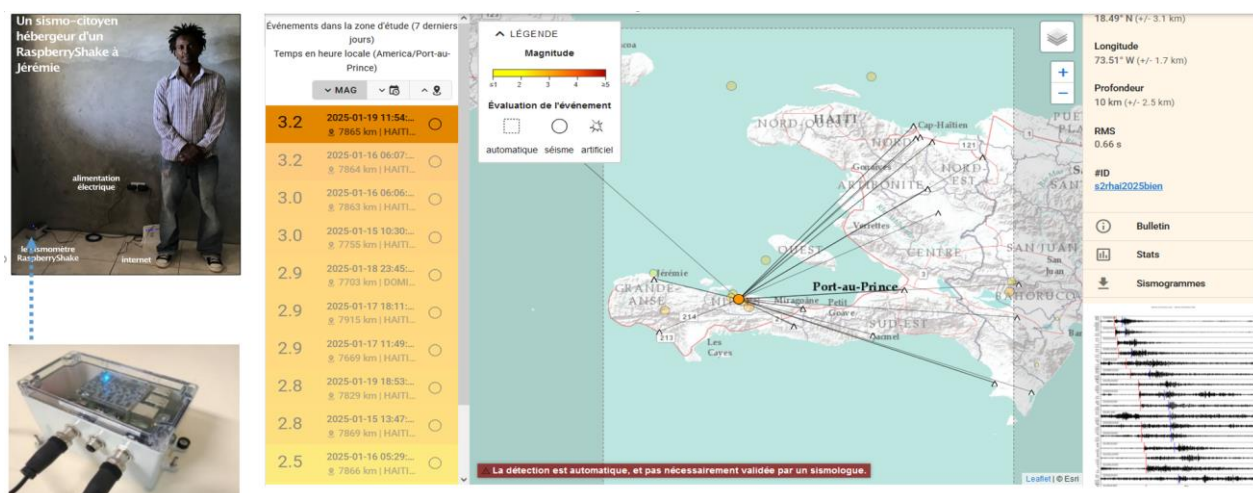 Un sismo-citoyen
hébergeur d'un
RaspberryShake à
Jérémie
alimentation
électrique
le sismomètre
RaspberryShake
internet
Événements dans la zone d'étude (7 derniers
jours)
Temps en heure locale (America/Port-au-
Prince)
MAG
3.2 2025-01-19 11:54:...
7865 km | HAITI...
3.2 2025-01-16 06:07:...
7864 km | HAITI...
3.0 2025-01-16 06:06:...
7863 km | HAITI...
3.0 2025-01-15 10:30:...
7755 km | HAITI...
2.9 2025-01-18 23:45:...
7703 km | DOMI...
2.9 2025-01-17 18:11:...
7915 km | HAITI...
2.9 2025-01-17 11:49:...
7669 km | HAITI...
2.8 2025-01-19 18:53:...
7829 km | HAITI...
2.8 2025-01-15 13:47:...
7869 km | HAITI...
2.5 2025-01-16 05:29:...
7866 km | HAITI...
LÉGENDE
Magnitude
≤1 2 3 4 ≥5
Évaluation de l'événement
automatique séisme artificiel
HAITI
NORD-OUEST
Cap-Haïtien
NORD
121
Gonaïves
NORD-
EST
ARTIBONITE
Verrettes
OUEST
CENTRE
3
SAN JUAN
San
Juan
Jérémie
GRANDE-
ANSE
Port-au-Prince
Miragoâne
Petit
Goave
BAHORUCO
214
213
SUD-EST
Jacmel
Les
Cayes
La détection est automatique, et pas nécessairement validée par un sismologue.
Leaflet | © Esri
+
−
18.49° N (+/- 3.1 km)
Longitude
73.51° W (+/- 1.7 km)
Profondeur
10 km (+/- 2.5 km)
RMS
0.66 s
#ID
s2rhai2025bien
Bulletin
Stats
Sismogrammes